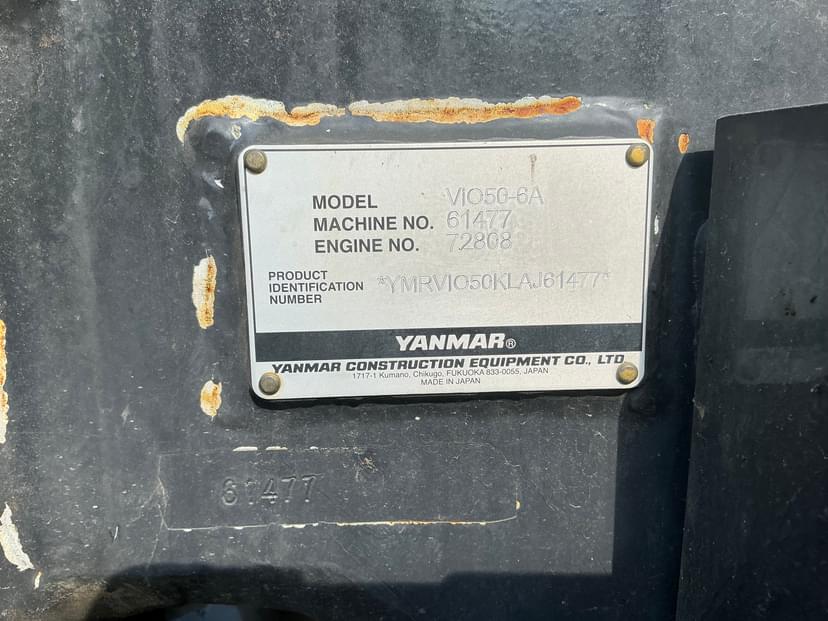 MODEL VIO50-6A
MACHINE NO. 61477
ENGINE NO. 72808
PRODUCT
IDENTIFICATION *YMRVIO50KLAJ61477*
NUMBER
YANMAR®
YANMAR CONSTRUCTION EQUIPMENT CO., LTD
1717-1 Kumano, Chikugo, FUKUOKA 833-0055, JAPAN
MADE IN JAPAN
61477